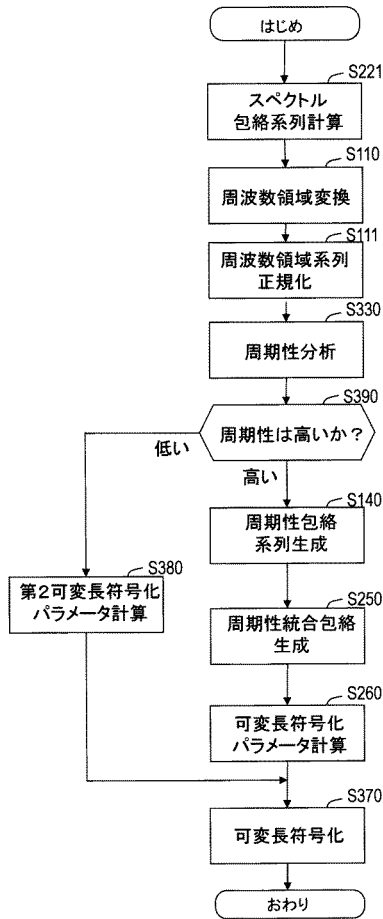 はじめ
S221
スペクトル
包絡系列計算
S110
周波数領域変換
S111
周波数領域系列
正規化
S330
周期性分析
S390
周期性は高いか？
低い
高い
S140
周期性包絡
系列生成
S380
第２可変長符号化
パラメータ計算
S250
周期性統合包絡
生成
S260
可変長符号化
パラメータ計算
S370
可変長符号化
おわり